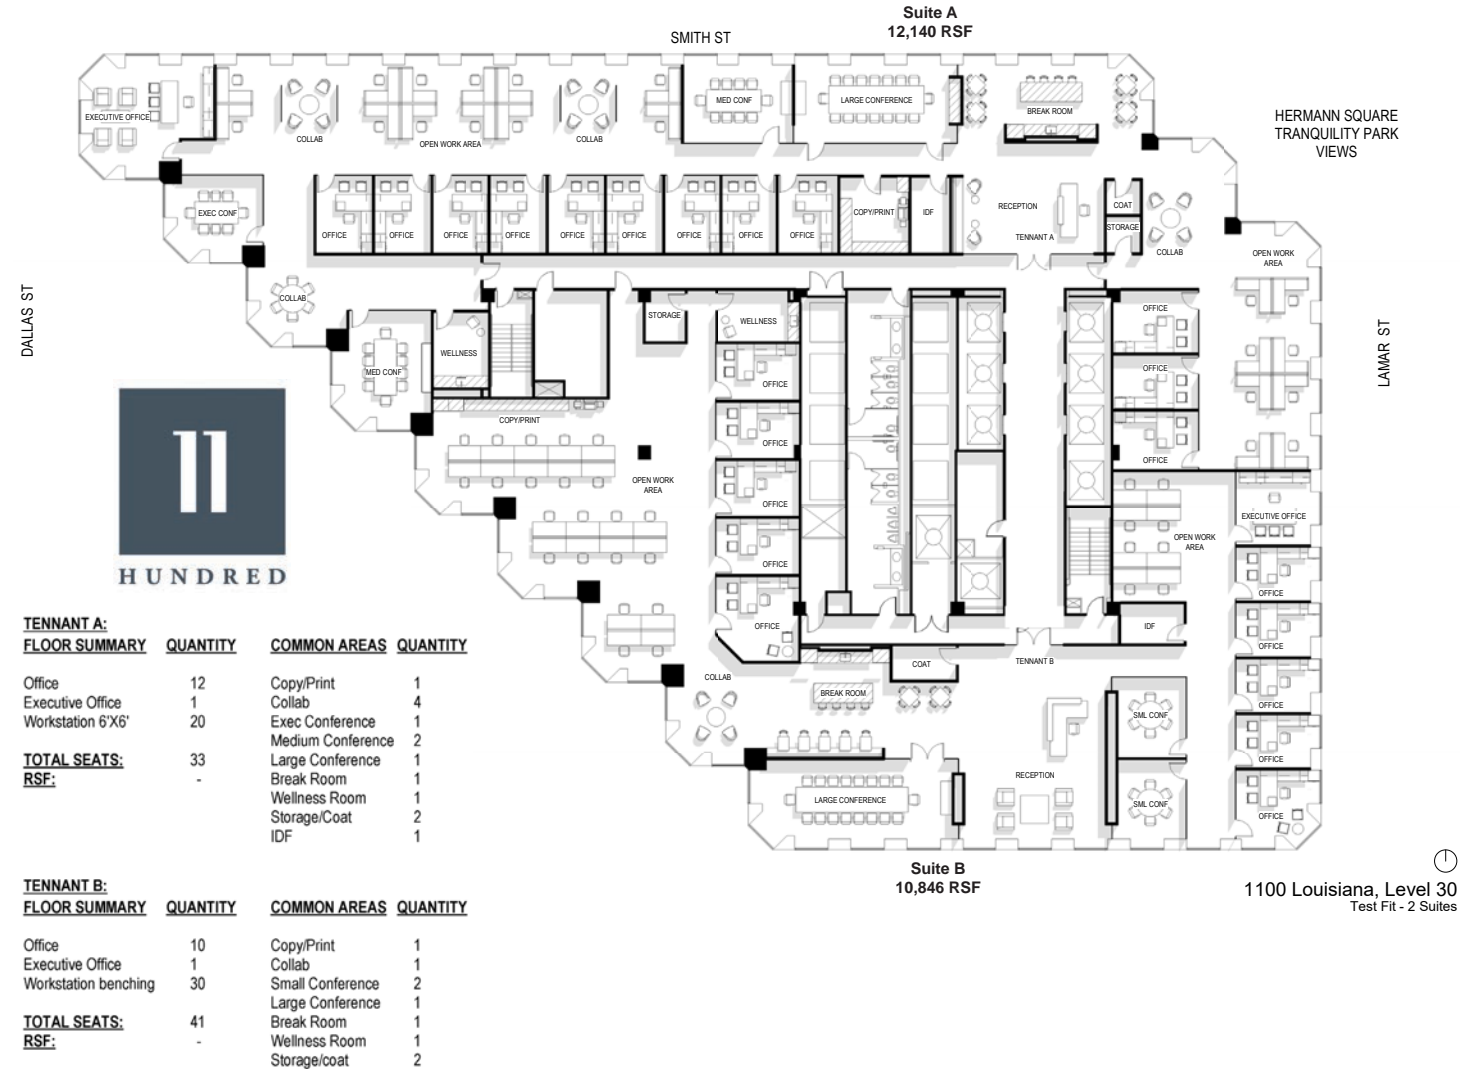 Suite A
12,140 RSF
SMITH ST
HERMANN SQUARE
TRANQUILITY PARK
VIEWS
EXECUTIVE OFFICE
COLLAB
OPEN WORK AREA
COLLAB
MED CONF
LARGE CONFERENCE
BREAK ROOM
EXEC CONF
OFFICE
OFFICE
OFFICE
OFFICE
OFFICE
OFFICE
OFFICE
OFFICE
OFFICE
COPY/PRINT
IDF
RECEPTION
TENNANT A
COAT
STORAGE
COLLAB
OPEN WORK
AREA
DALLAS ST
LAMAR ST
COLLAB
MED CONF
WELLNESS
STORAGE
WELLNESS
OFFICE
OFFICE
OFFICE
OFFICE
OFFICE
OFFICE
OFFICE
OFFICE
COPY/PRINT
OPEN WORK
AREA
EXECUTIVE OFFICE
OPEN WORK
AREA
OFFICE
OFFICE
OFFICE
OFFICE
OFFICE
IDF
COLLAB
COAT
TENNANT B
BREAK ROOM
SML CONF
SML CONF
RECEPTION
LARGE CONFERENCE
Suite B
10,846 RSF
11
HUNDRED
TENNANT A:
FLOOR SUMMARY QUANTITY COMMON AREAS QUANTITY
Office 12 Copy/Print 1
Executive Office 1 Collab 4
Workstation 6'X6' 20 Exec Conference 1
Medium Conference 2
TOTAL SEATS: 33 Large Conference 1
RSF: - Break Room 1
Wellness Room 1
Storage/Coat 2
IDF 1
TENNANT B:
FLOOR SUMMARY QUANTITY COMMON AREAS QUANTITY
Office 10 Copy/Print 1
Executive Office 1 Collab 1
Workstation benching 30 Small Conference 2
Large Conference 1
TOTAL SEATS: 41 Break Room 1
RSF: - Wellness Room 1
Storage/coat 2
1100 Louisiana, Level 30
Test Fit - 2 Suites